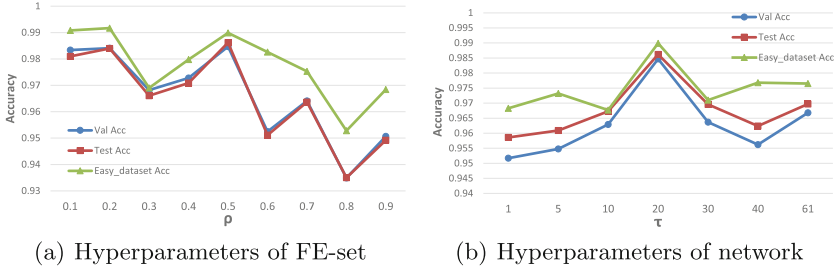 1
0.99
0.98
0.97
0.96
0.95
0.94
0.93
Accuracy
Val Acc
Test Acc
Easy_dataset Acc
0.1 0.2 0.3 0.4 0.5 0.6 0.7 0.8 0.9
ρ
(a) Hyperparameters of FE-set
1
0.995
0.99
0.985
0.98
0.975
0.97
0.965
0.96
0.955
0.95
0.945
0.94
Accuracy
Val Acc
Test Acc
Easy_dataset Acc
1 5 10 20 30 40 61
τ
(b) Hyperparameters of network